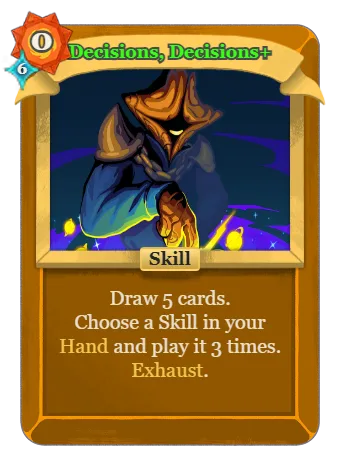 0
Decisions, Decisions+
6
Skill
Draw 5 cards.
Choose a Skill in your
Hand and play it 3 times.
Exhaust.